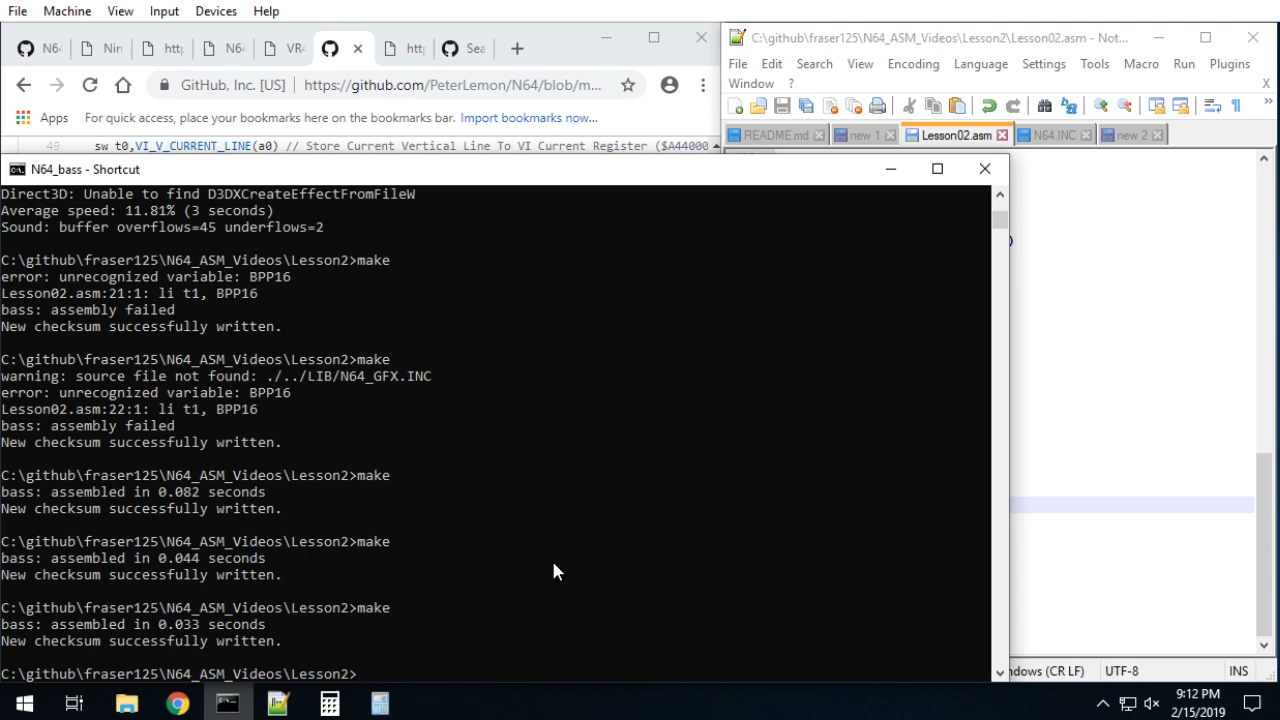 File Machine View Input Devices Help
N64 Nin http N64 VR- http Sea
C:\github\fraser125\N64_ASM_Videos\Lesson2\Lesson02.asm - Not...
File Edit Search View Encoding Language Settings Tools Macro Run Plugins
Window ? X
GitHub, Inc. [US] https://github.com/PeterLemon/N64/blob/m...
Apps For quick access, place your bookmarks here on the bookmarks bar. Import bookmarks now...
README.md new 1 Lesson02.asm N64.INC new 2
49 sw t0,VI_V_CURRENT_LINE(a0) // Store Current Vertical Line To VI Current Register ($A44000
N64_bass - Shortcut
Direct3D: Unable to find D3DXCreateEffectFromFileW
Average speed: 11.81% (3 seconds)
Sound: buffer overflows=45 underflows=2
C:\github\fraser125\N64_ASM_Videos\Lesson2>make
error: unrecognized variable: BPP16
Lesson02.asm:21:1: li t1, BPP16
bass: assembly failed
New checksum successfully written.
C:\github\fraser125\N64_ASM_Videos\Lesson2>make
warning: source file not found: ./../LIB/N64_GFX.INC
error: unrecognized variable: BPP16
Lesson02.asm:22:1: li t1, BPP16
bass: assembly failed
New checksum successfully written.
C:\github\fraser125\N64_ASM_Videos\Lesson2>make
bass: assembled in 0.082 seconds
New checksum successfully written.
C:\github\fraser125\N64_ASM_Videos\Lesson2>make
bass: assembled in 0.044 seconds
New checksum successfully written.
C:\github\fraser125\N64_ASM_Videos\Lesson2>make
bass: assembled in 0.033 seconds
New checksum successfully written.
C:\github\fraser125\N64_ASM_Videos\Lesson2>
ndows (CR LF) UTF-8 INS
9:12 PM
2/15/2019